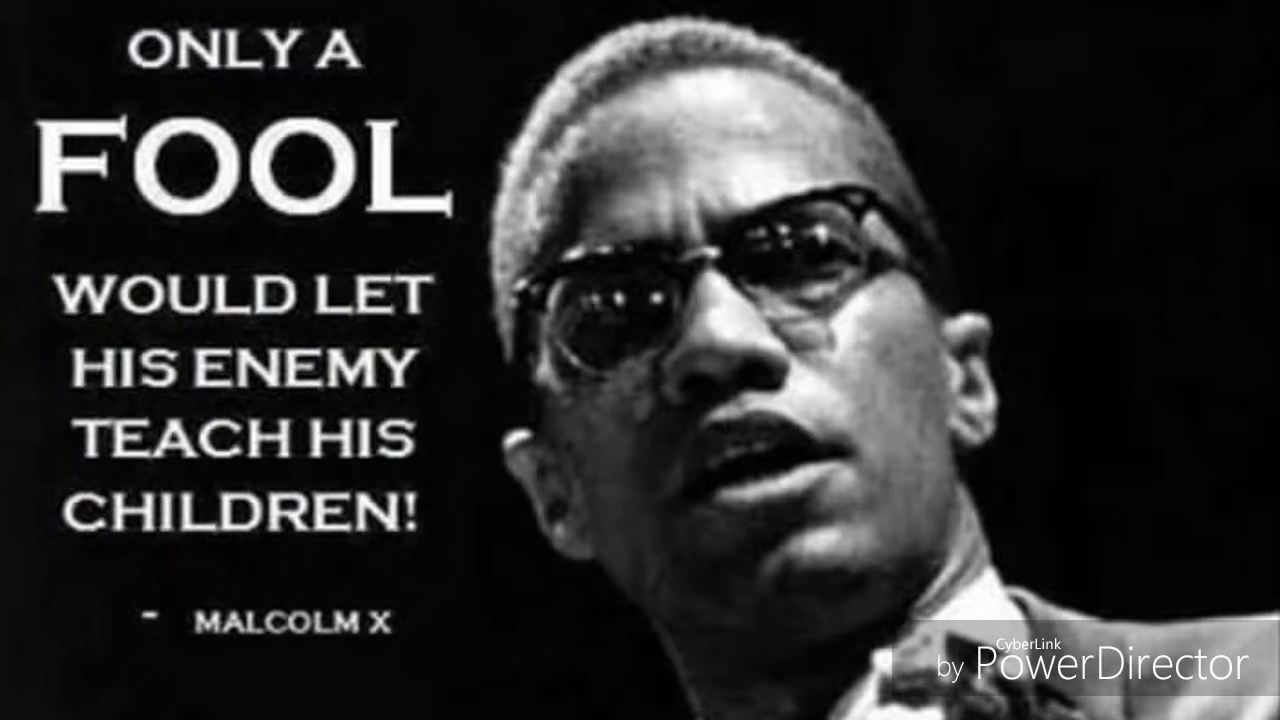 ONLY A
FOOL
WOULD LET
HIS ENEMY
TEACH HIS
CHILDREN!
- MALCOLM X
CyberLink
by PowerDirector